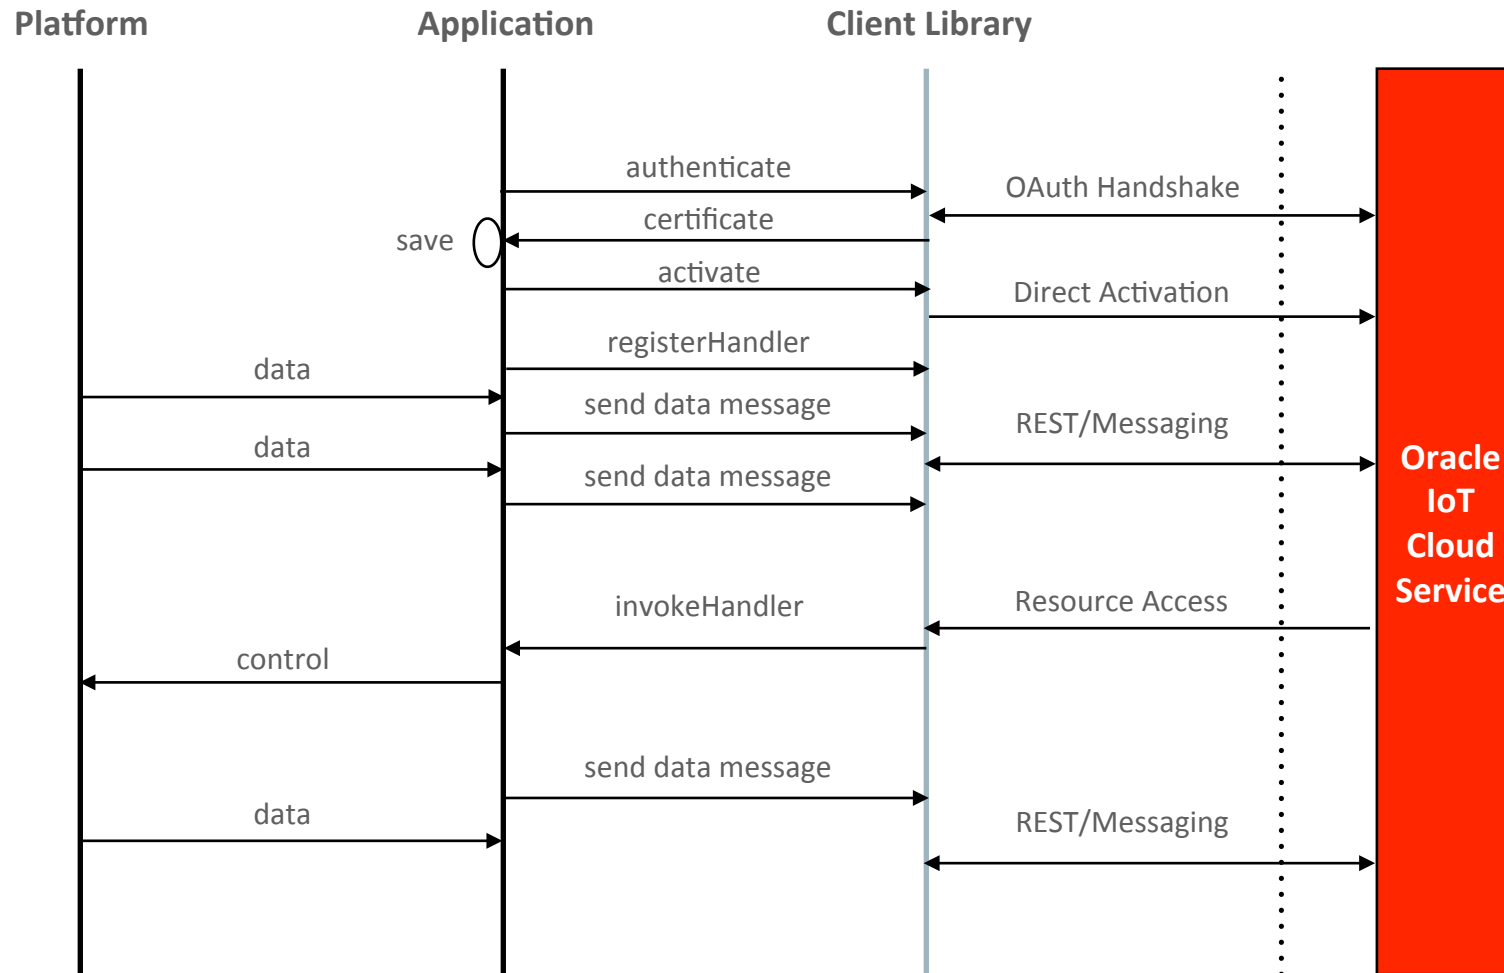 Platform
Application
Client Library
authenticate
OAuth Handshake
certificate
save
activate
Direct Activation
registerHandler
data
send data message
REST/Messaging
data
send data message
Oracle
IoT
Cloud
Service
invokeHandler
Resource Access
control
send data message
data
REST/Messaging